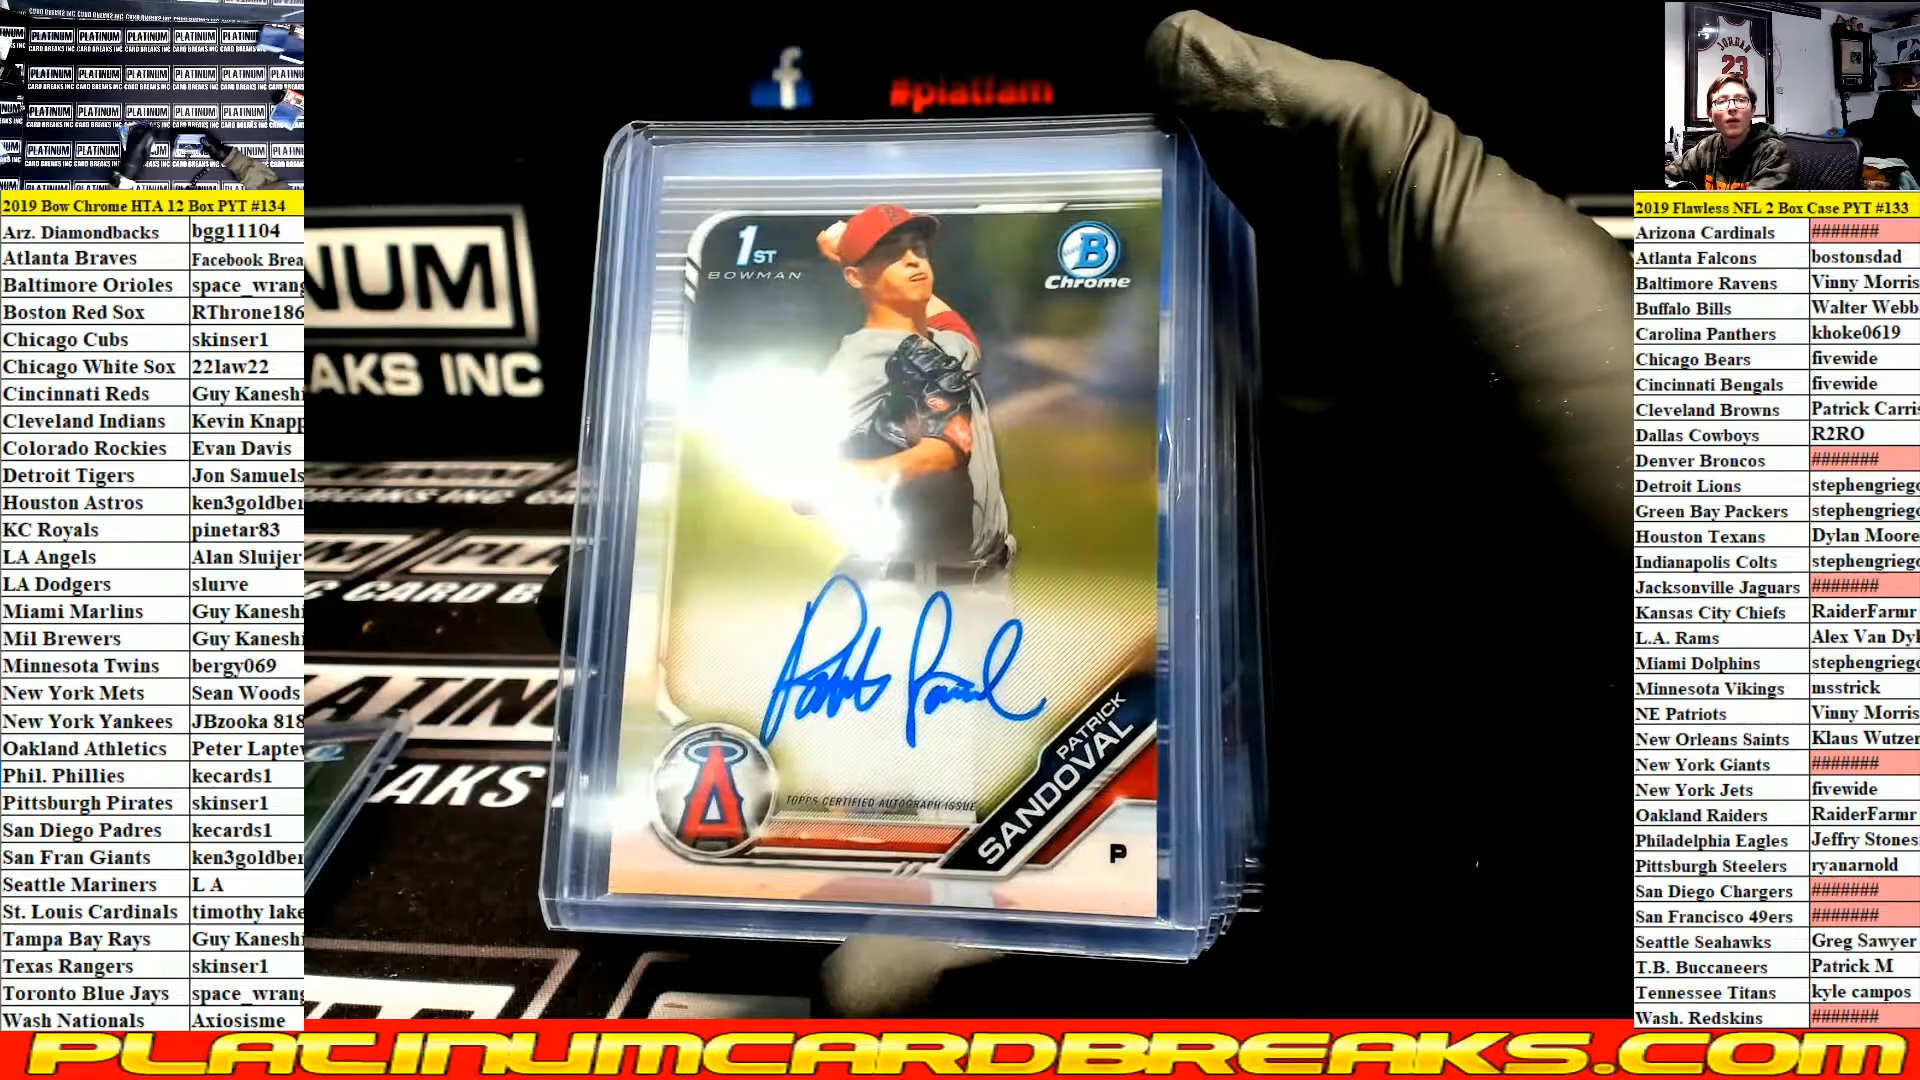 #platfam
1ST
BOWMAN
B
Chrome
NUM
AKS INC
PATRICK
SANDOVAL
TOPPS CERTIFIED AUTOGRAPH ISSUE
P
JORDAN
23
PLATINUM
CARD BREAKS INC
2019 Bow Chrome HTA 12 Box PYT #134
Arz. Diamondbacks bgg11104
Atlanta Braves Facebook Brea
Baltimore Orioles space_wrang
Boston Red Sox RThrone186
Chicago Cubs skinser1
Chicago White Sox 22law22
Cincinnati Reds Guy Kaneshi
Cleveland Indians Kevin Knapp
Colorado Rockies Evan Davis
Detroit Tigers Jon Samuels
Houston Astros ken3goldber
KC Royals pinetar83
LA Angels Alan Sluijer
LA Dodgers slurve
Miami Marlins Guy Kaneshi
Mil Brewers Guy Kaneshi
Minnesota Twins bergy069
New York Mets Sean Woods
New York Yankees JBzooka 818
Oakland Athletics Peter Laptev
Phil. Phillies kecards1
Pittsburgh Pirates skinser1
San Diego Padres kecards1
San Fran Giants ken3goldber
Seattle Mariners L A
St. Louis Cardinals timothy lake
Tampa Bay Rays Guy Kaneshi
Texas Rangers skinser1
Toronto Blue Jays space_wrang
Wash Nationals Axiosisme
2019 Flawless NFL 2 Box Case PYT #133
Arizona Cardinals #######
Atlanta Falcons bostonsdad
Baltimore Ravens Vinny Morris
Buffalo Bills Walter Webb
Carolina Panthers khoke0619
Chicago Bears fivewide
Cincinnati Bengals fivewide
Cleveland Browns Patrick Carris
Dallas Cowboys R2RO
Denver Broncos #######
Detroit Lions stephengriego
Green Bay Packers stephengriego
Houston Texans Dylan Moore
Indianapolis Colts stephengriego
Jacksonville Jaguars #######
Kansas City Chiefs RaiderFarmr
L.A. Rams Alex Van Dyk
Miami Dolphins stephengriego
Minnesota Vikings msstrick
NE Patriots Vinny Morris
New Orleans Saints Klaus Wutzer
New York Giants #######
New York Jets fivewide
Oakland Raiders RaiderFarmr
Philadelphia Eagles Jeffry Stones
Pittsburgh Steelers ryanarnold
San Diego Chargers #######
San Francisco 49ers #######
Seattle Seahawks Greg Sawyer
T.B. Buccaneers Patrick M
Tennessee Titans kyle campos
Wash. Redskins #######
PLATINUMCARDBREAKS.COM